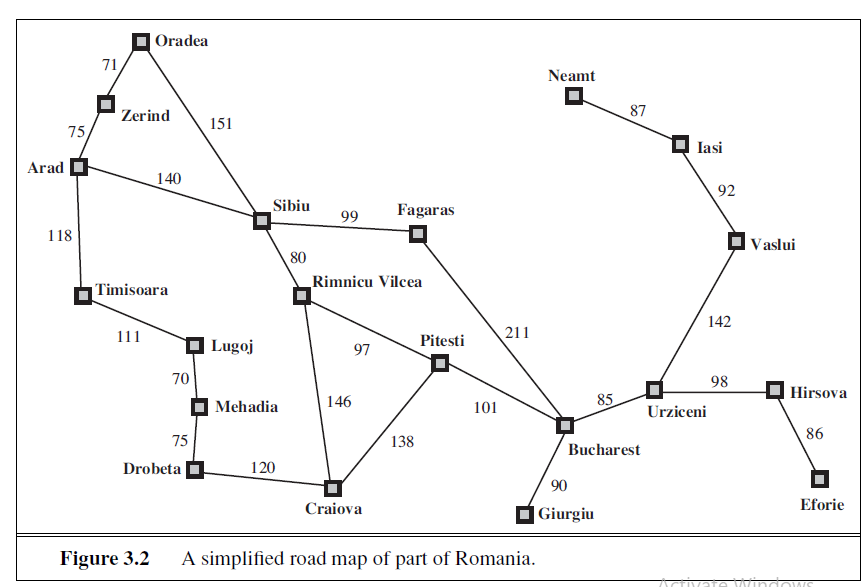 Oradea
71
Neamt
87
Zerind
151
75
Iasi
Arad
140
92
Sibiu
99
Fagaras
118
Vaslui
80
Timisoara
Rimnicu Vilcea
142
111
Lugoj
97
Pitesti
211
70
98
Hirsova
Mehadia
146
101
85
Urziceni
86
75
138
Bucharest
Drobeta
120
90
Craiova
Giurgiu
Eforie
Figure 3.2 A simplified road map of part of Romania.
Activate Windows